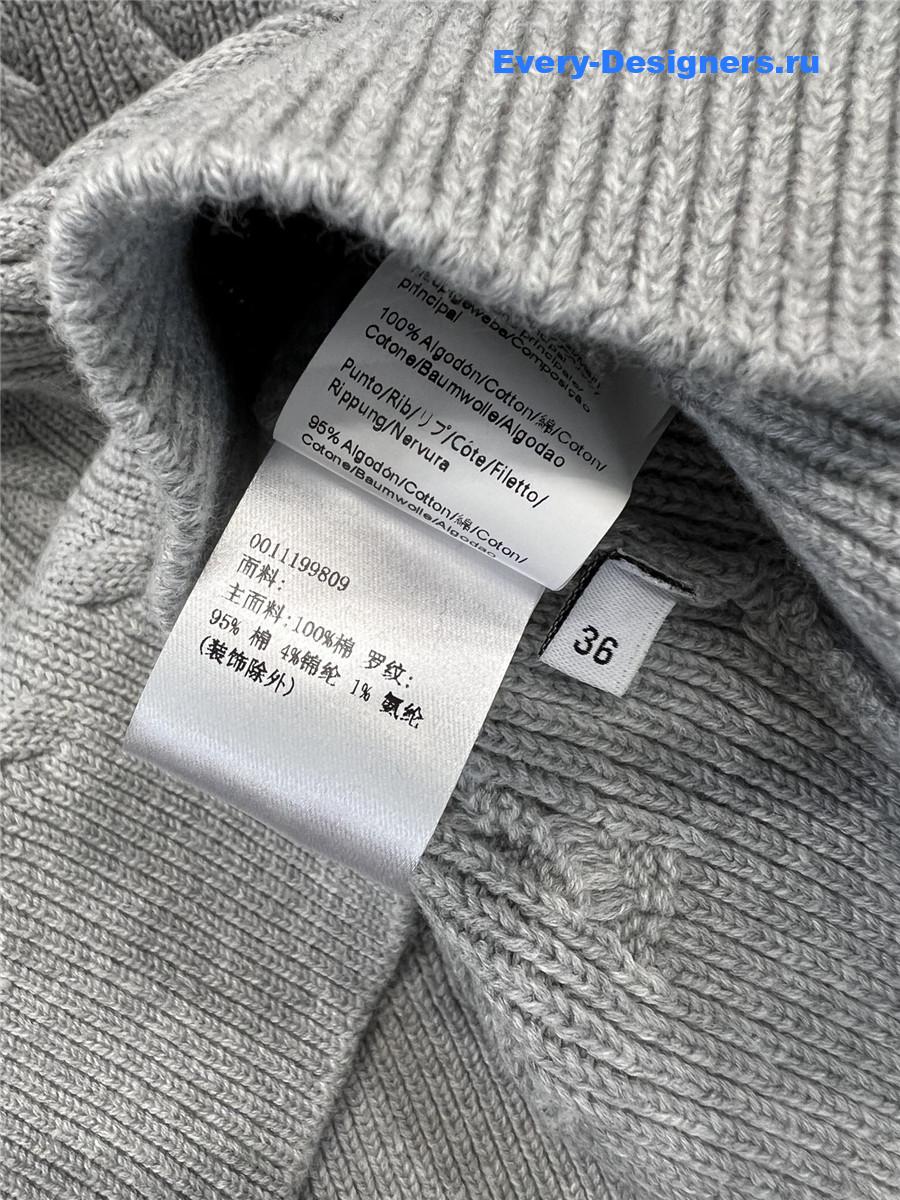 Every-Designers.ru
principal
100% Algodón/Cotton/綿/Coton/
Cotone/Baumwolle/Algodao
Punto/Rib/リブ/Côte/Filetto/
Rippung/Nervura
95% Algodón/Cotton/綿/Coton/
Cotone/Baumwolle/Algodao
0011199809
面料:
主面料:100%棉 罗纹:
95% 棉 4%锦纶 1% 氨纶
(装饰除外)
36